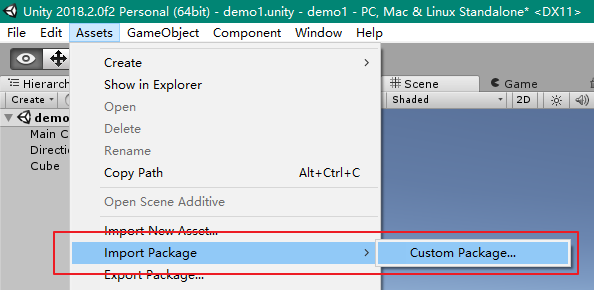 Unity 2018.2.0f2 Personal (64bit) - demo1.unity - demo1 - PC, Mac & Linux Standalone* <DX11>
File Edit Assets GameObject Component Window Help
Hierarch
Create
demo
Main C
Directi
Cube
Create
Show in Explorer
Open
Delete
Rename
Copy Path Alt+Ctrl+C
Open Scene Additive
Import New Asset...
Import Package
Custom Package...
Export Package...
Scene Game
Shaded 2D